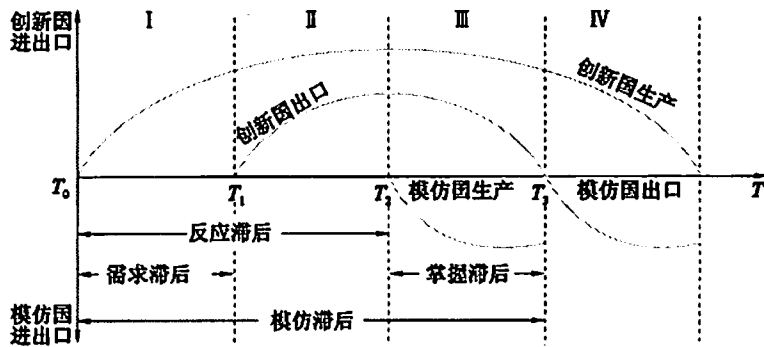 创新国
进出口
Ⅰ
Ⅱ
Ⅲ
Ⅳ
创新国出口
创新国生产
T₀
T₁
T₂
模仿国生产
T₃
模仿国出口
T
反应滞后
需求滞后
掌握滞后
模仿滞后
模仿国
进出口